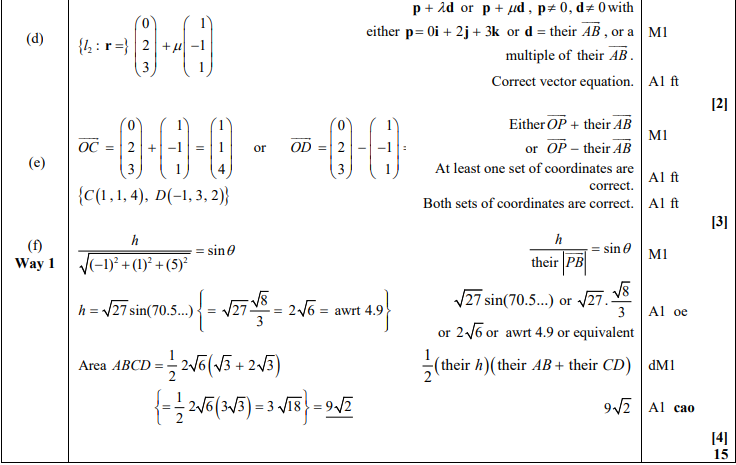 (d) {l₂ : r =} (0 2 3) + μ (1 −1 1) p + λd or p + μd, p ≠ 0, d ≠ 0 with
either p = 0i + 2j + 3k or d = their AB⃗, or a M1
multiple of their AB⃗.
Correct vector equation. A1 ft
[2]
(e) OC⃗ = (0 2 3) + (1 −1 1) = (1 1 4) or OD⃗ = (0 2 3) − (1 −1 1) =
Either OP⃗ + their AB⃗
or OP⃗ − their AB⃗ M1
At least one set of coordinates are
correct. A1 ft
{C(1, 1, 4), D(−1, 3, 2)} Both sets of coordinates are correct. A1 ft
[3]
(f)
Way 1
h / √((−1)² + (1)² + (5)²) = sin θ h / their |PB⃗| = sin θ M1
h = √27 sin(70.5...) {= √27 √8/3 = 2√6 = awrt 4.9} √27 sin(70.5...) or √27 . √8/3 A1 oe
or 2√6 or awrt 4.9 or equivalent
Area ABCD = 1/2 2√6(√3 + 2√3) 1/2 (their h)(their AB + their CD) dM1
{= 1/2 2√6(3√3) = 3√18} = 9√2 9√2 A1 cao
[4]
15